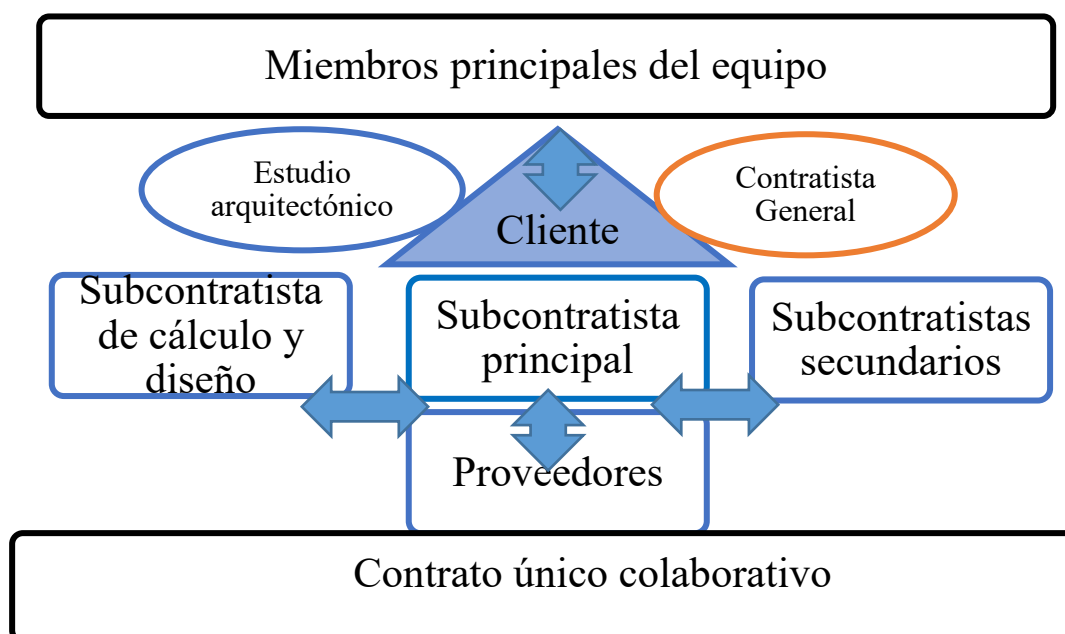 Miembros principales del equipo
Estudio
arquitectónico
Contratista
General
Cliente
Subcontratista
de cálculo y
diseño
Subcontratista
principal
Subcontratistas
secundarios
Proveedores
Contrato único colaborativo